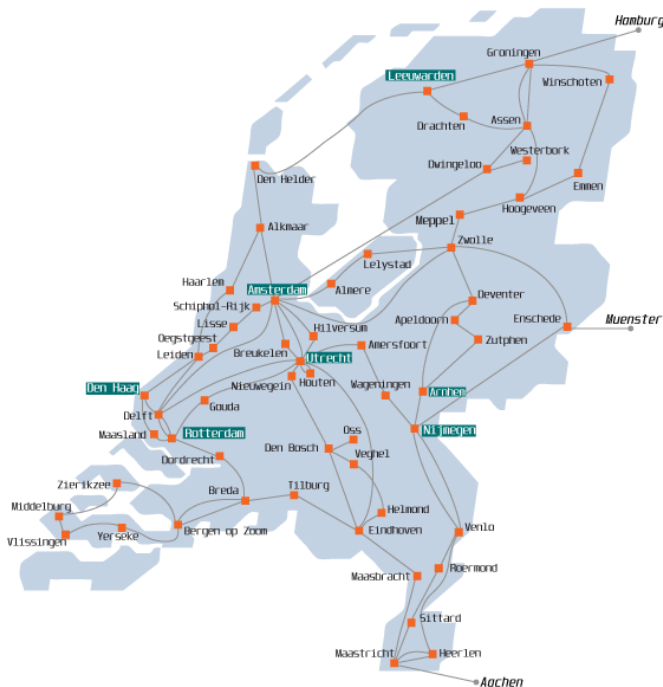 Hamburg
Groningen
Leeuwarden
Winschoten
Drachten
Assen
Westerbork
Dwingeloo
Den Helder
Emmen
Hoogeveen
Meppel
Alkmaar
Zwolle
Lelystad
Haarlem
Amsterdam
Almere
Schiphol-Rijk
Deventer
Lisse
Apeldoorn
Enschede
Muenster
Hilversum
Oegstgeest
Zutphen
Breukelen
Amersfoort
Leiden
Utrecht
Nieuwegein
Houten
Wageningen
Arnhem
Den Haag
Gouda
Delft
Nijmegen
Maasland
Rotterdam
Oss
Den Bosch
Veghel
Dordrecht
Zierikzee
Tilburg
Breda
Middelburg
Helmond
Vlissingen
Yerseke
Bergen op Zoom
Eindhoven
Venlo
Maasbracht
Roermond
Sittard
Maastricht
Heerlen
Aachen